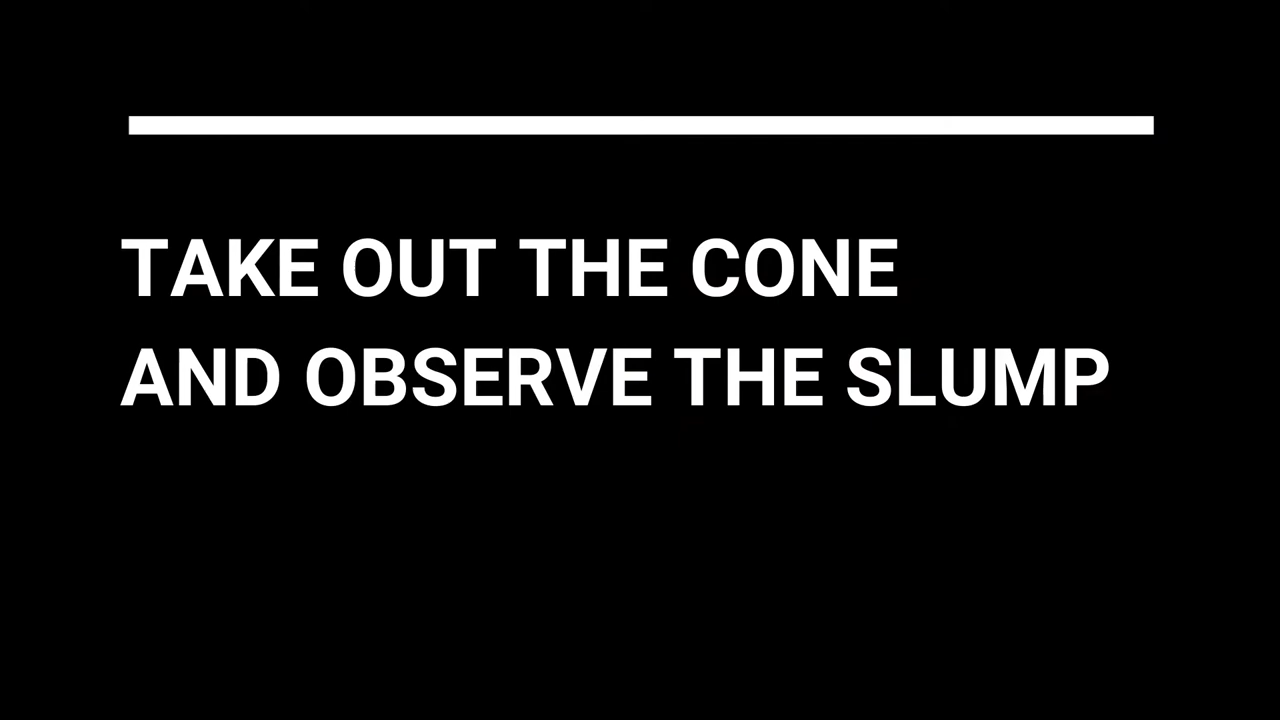 TAKE OUT THE CONE
AND OBSERVE THE SLUMP